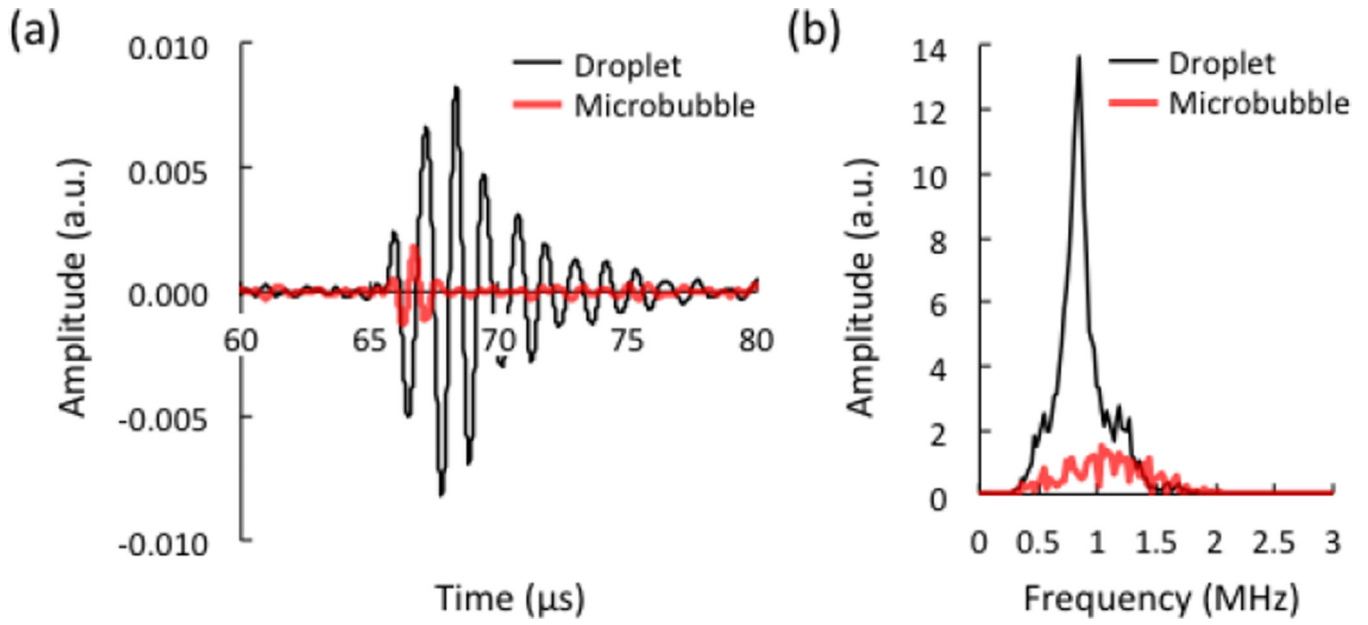 (a)
0.010
0.005
0.000
-0.005
-0.010
Amplitude (a.u.)
Droplet
Microbubble
60 65 70 75 80
Time (µs)
(b)
14
12
10
8
6
4
2
0
Amplitude (a.u.)
Droplet
Microbubble
0 0.5 1 1.5 2 2.5 3
Frequency (MHz)